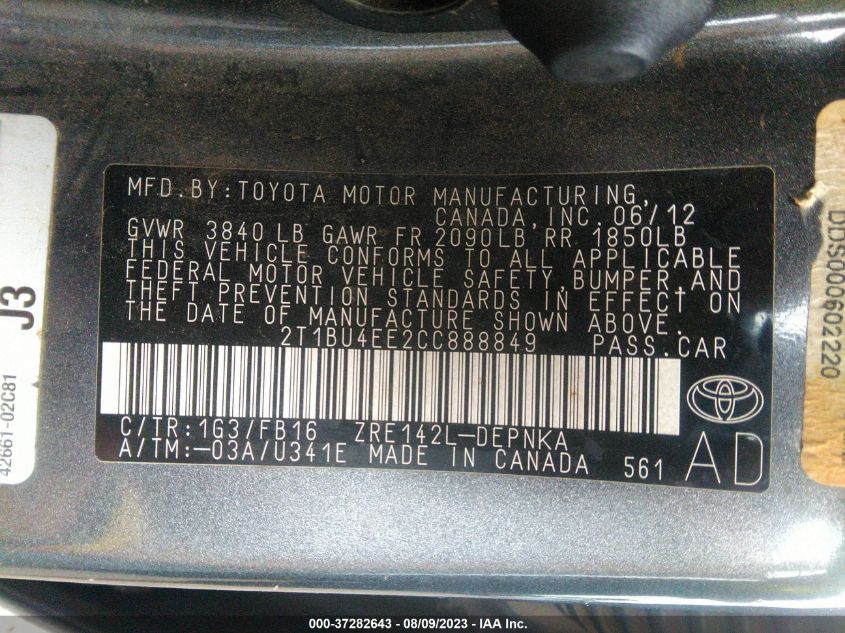 MFD.BY:TOYOTA MOTOR MANUFACTURING,
CANADA,INC.06/12
GVWR 3840 LB GAWR FR 2090LB RR 1850LB
THIS VEHICLE CONFORMS TO ALL APPLICABLE
FEDERAL MOTOR VEHICLE SAFETY,BUMPER,AND
THEFT PREVENTION STANDARDS IN EFFECT ON
THE DATE OF MANUFACTURE SHOWN ABOVE.
2T1BU4EE2CC888849 PASS.CAR
C/TR:1G3/FB16 ZRE142L-DEPNKA
A/TM:-03A/U341E MADE IN CANADA 561
AD
J3
42661-02C81
DDS000602220
000-37282643 - 08/09/2023 - IAA Inc.